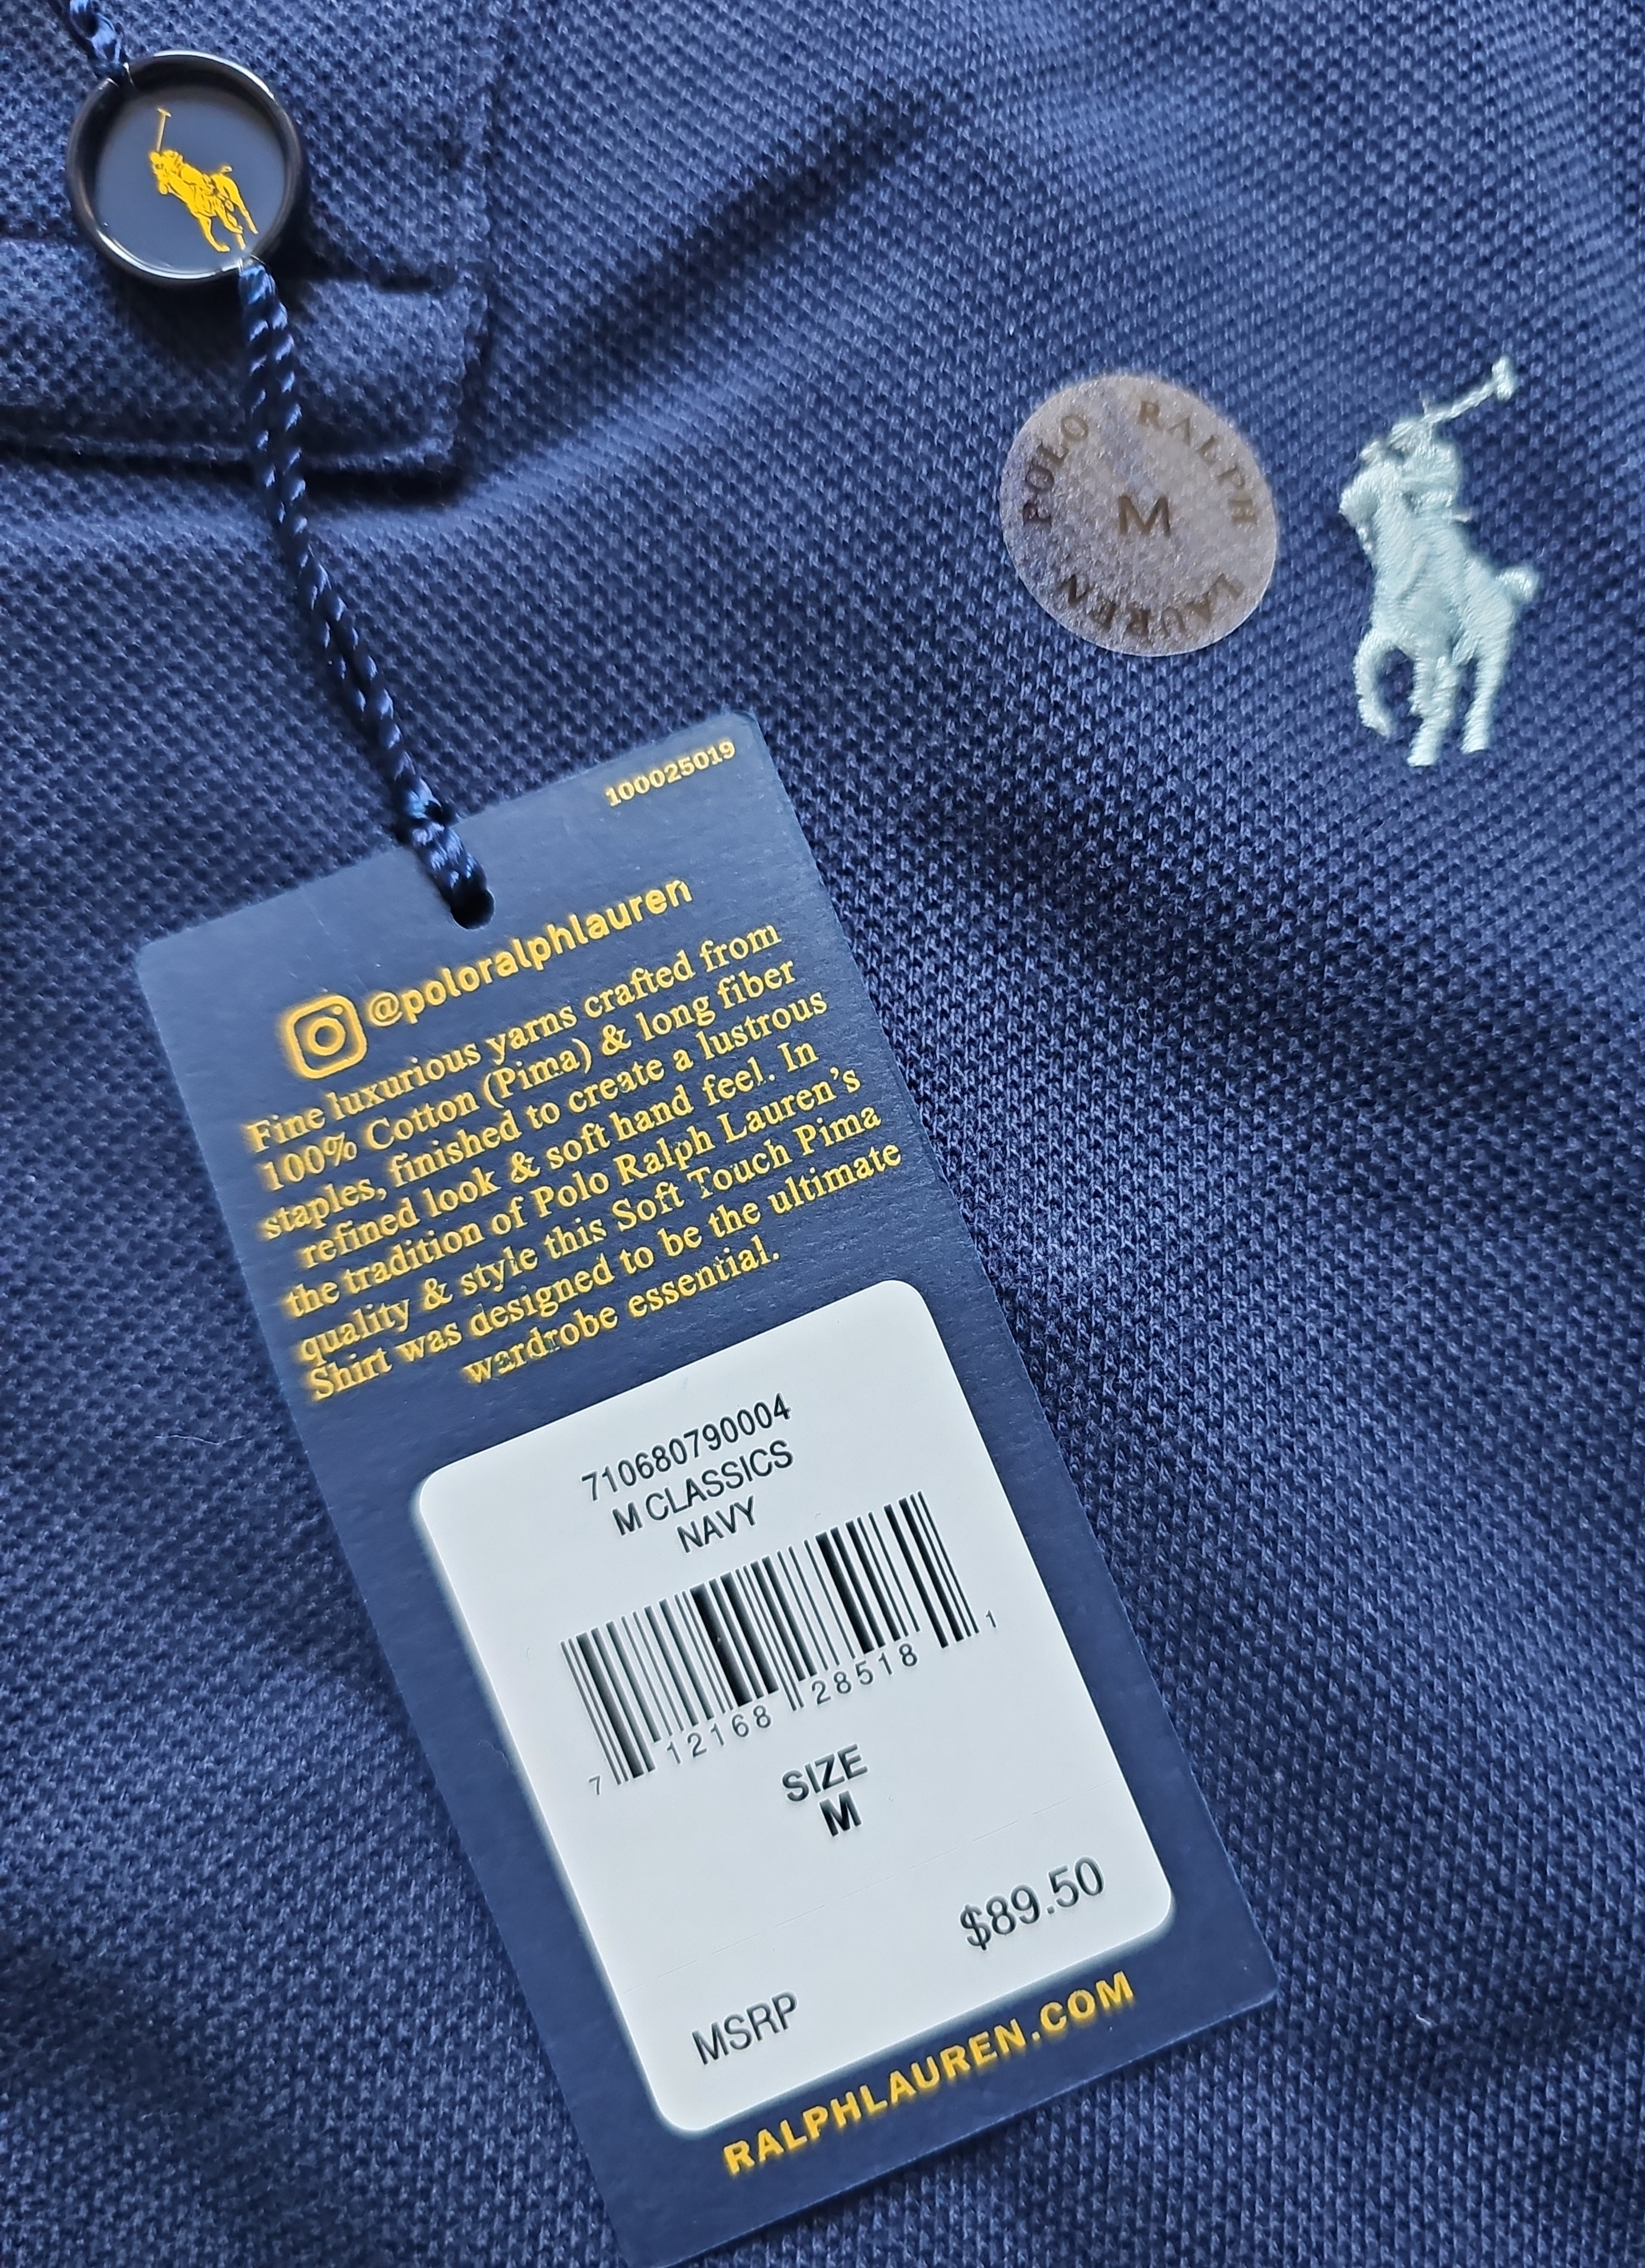 POLO RALPH LAUREN
M
100025019
@poloralphlauren
Fine luxurious yarns crafted from
100% Cotton (Pima) & long fiber
staples, finished to create a lustrous
refined look & soft hand feel. In
the tradition of Polo Ralph Lauren's
quality & style this Soft Touch Pima
Shirt was designed to be the ultimate
wardrobe essential.
710680790004
M CLASSICS
NAVY
7 12168 28518 1
SIZE
M
$89.50
MSRP
RALPHLAUREN.COM